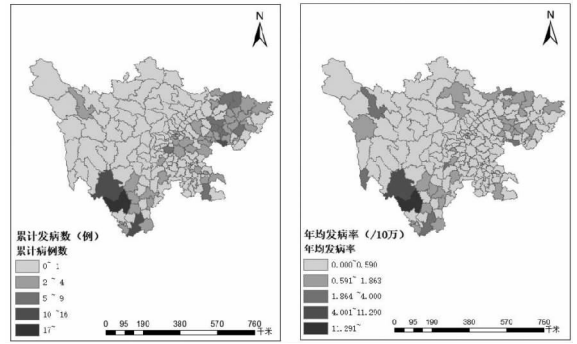 N
累计发病数（例）
累计病例数
0~ 1
2 ~ 4
5 ~ 9
10 ~16
17~
0 95 190 380 570 760
千米
N
年均发病率（/10万）
年均发病率
0.000~0.590
0.591~ 1.863
1.864 ~4.000
4.001~11.290
11.291~
0 95 190 380 570 760
千米